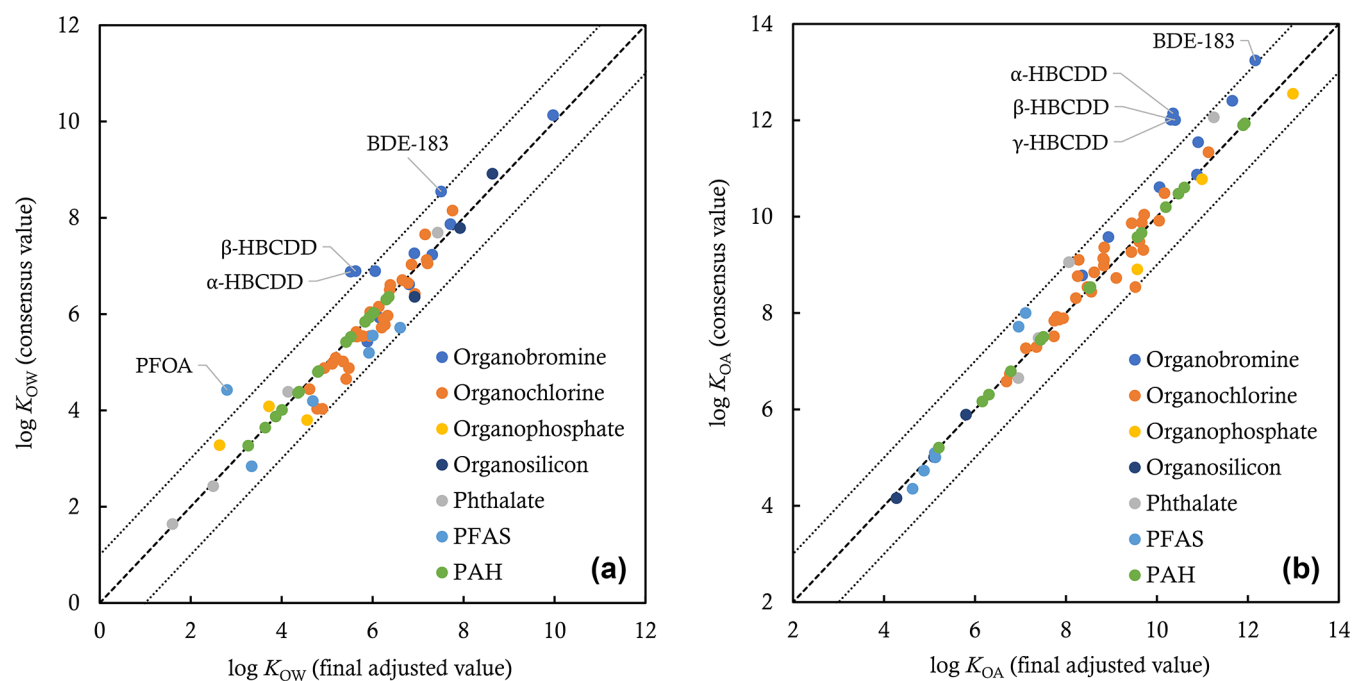 12
10
8
6
4
2
0
0
2
4
6
8
10
12
log KOW (consensus value)
log KOW (final adjusted value)
BDE-183
β-HBCDD
α-HBCDD
PFOA
Organobromine
Organochlorine
Organophosphate
Organosilicon
Phthalate
PFAS
PAH
(a)
14
12
10
8
6
4
2
2
4
6
8
10
12
14
log KOA (consensus value)
log KOA (final adjusted value)
BDE-183
α-HBCDD
β-HBCDD
γ-HBCDD
Organobromine
Organochlorine
Organophosphate
Organosilicon
Phthalate
PFAS
PAH
(b)